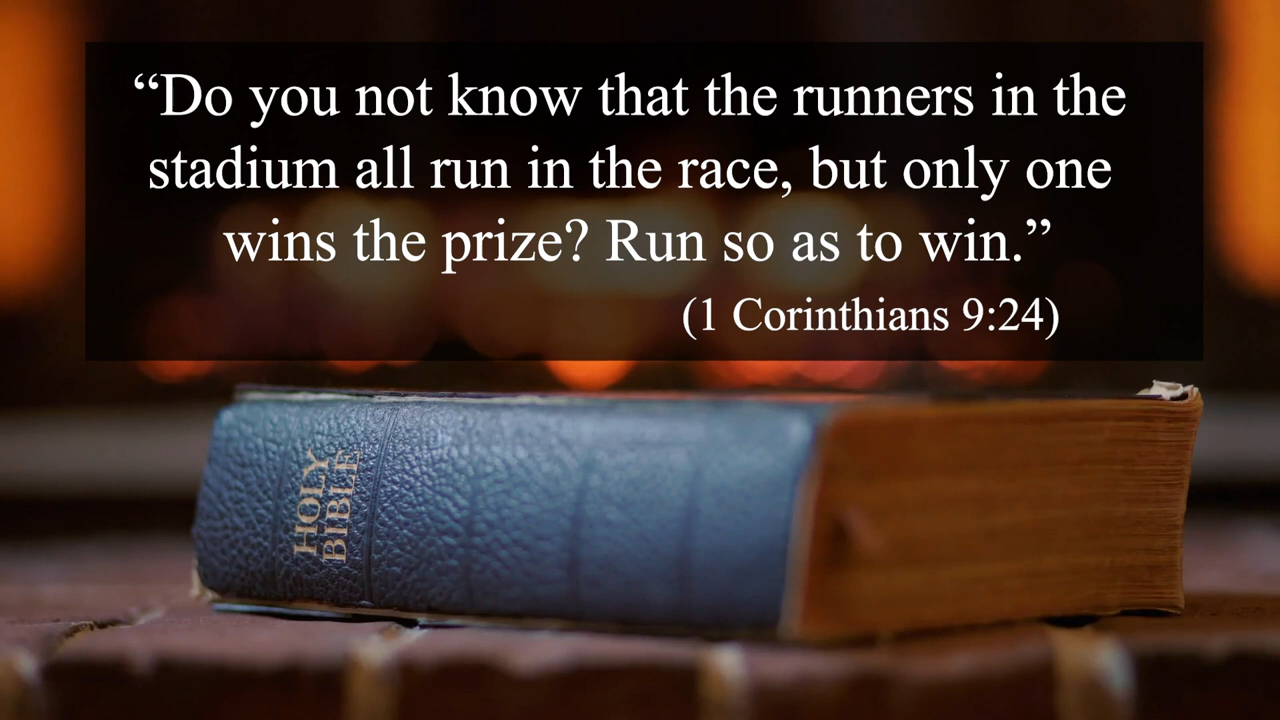 “Do you not know that the runners in the
stadium all run in the race, but only one
wins the prize? Run so as to win.”
(1 Corinthians 9:24)
HOLY
BIBLE